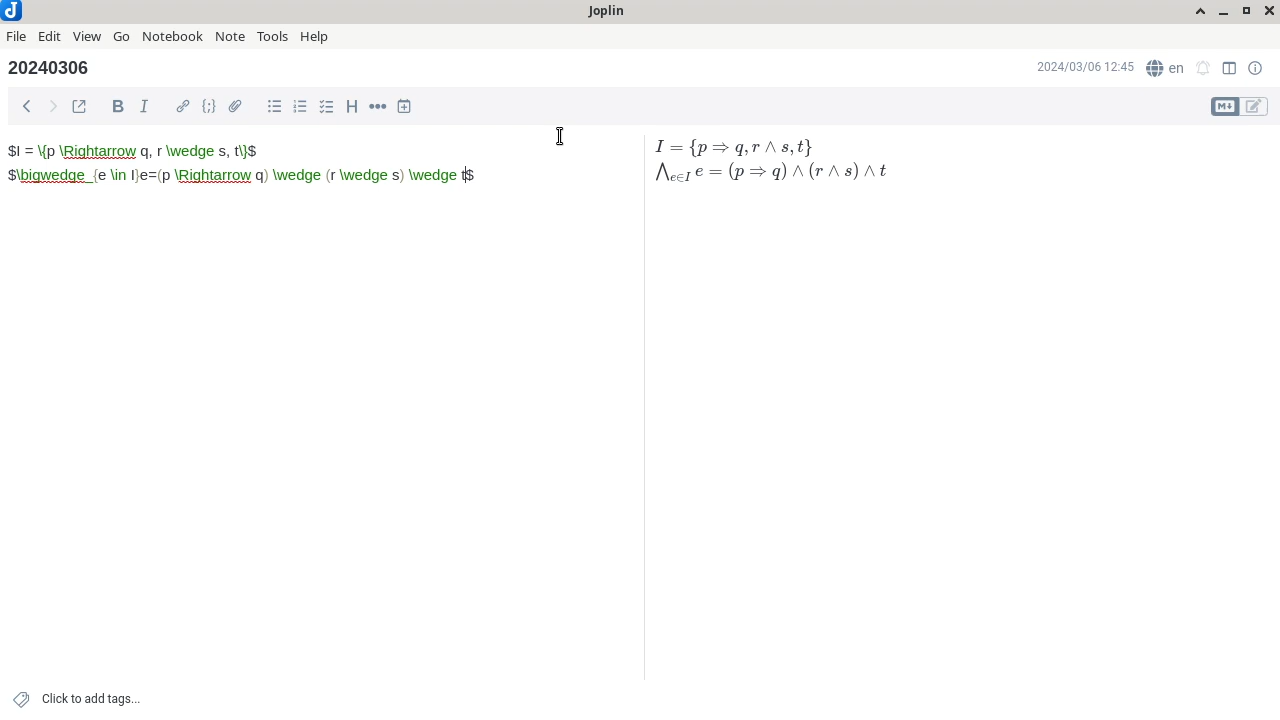 Joplin
File Edit View Go Notebook Note Tools Help
20240306
2024/03/06 12:45 en
B I H M↓
$I = \{p \Rightarrow q, r \wedge s, t\}$
$\bigwedge_{e \in I}e=(p \Rightarrow q) \wedge (r \wedge s) \wedge t$
I = {p ⇒ q, r ∧ s, t}
⋀e∈I e = (p ⇒ q) ∧ (r ∧ s) ∧ t
Click to add tags...